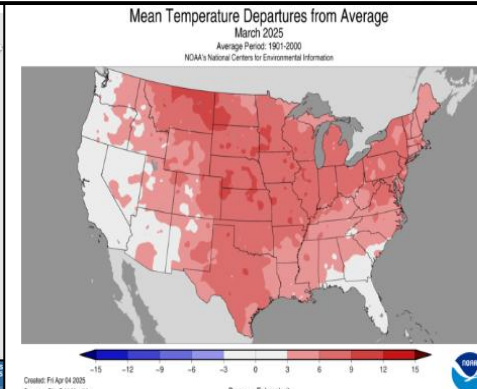 Mean Temperature Departures from Average
March 2025
Average Period: 1901-2000
NOAA's National Centers for Environmental Information
-15 -12 -9 -6 -3 0 3 6 9 12 15
Created: Fri Apr 04 2025
NOAA